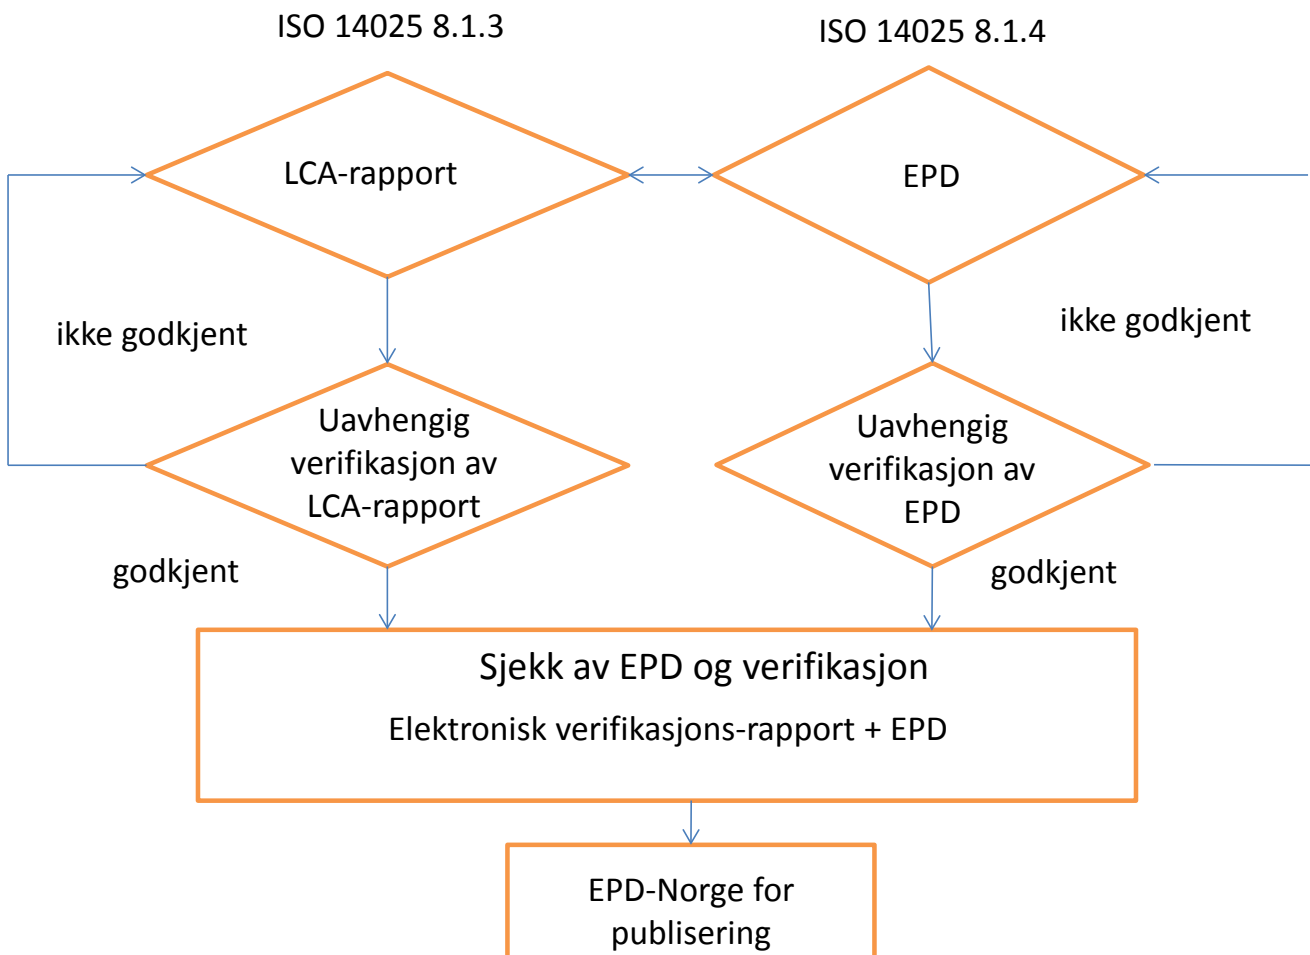 ISO 14025 8.1.3
ISO 14025 8.1.4
LCA-rapport
EPD
ikke godkjent
ikke godkjent
Uavhengig
verifikasjon av
LCA-rapport
Uavhengig
verifikasjon av
EPD
godkjent
godkjent
Sjekk av EPD og verifikasjon
Elektronisk verifikasjons-rapport + EPD
EPD-Norge for
publisering